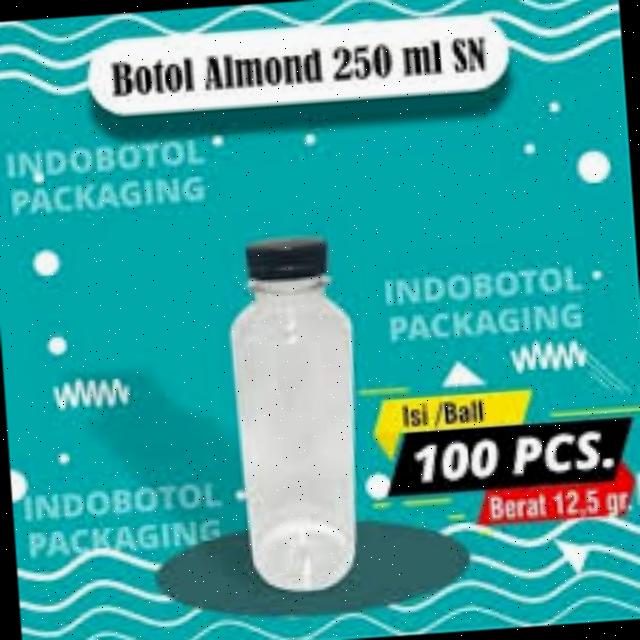 Botol Almond 250 ml SN
INDOBOTOL
PACKAGING
INDOBOTOL
PACKAGING
Isi /Ball
100 PCS.
Berat 12,5 gr
INDOBOTOL
PACKAGING